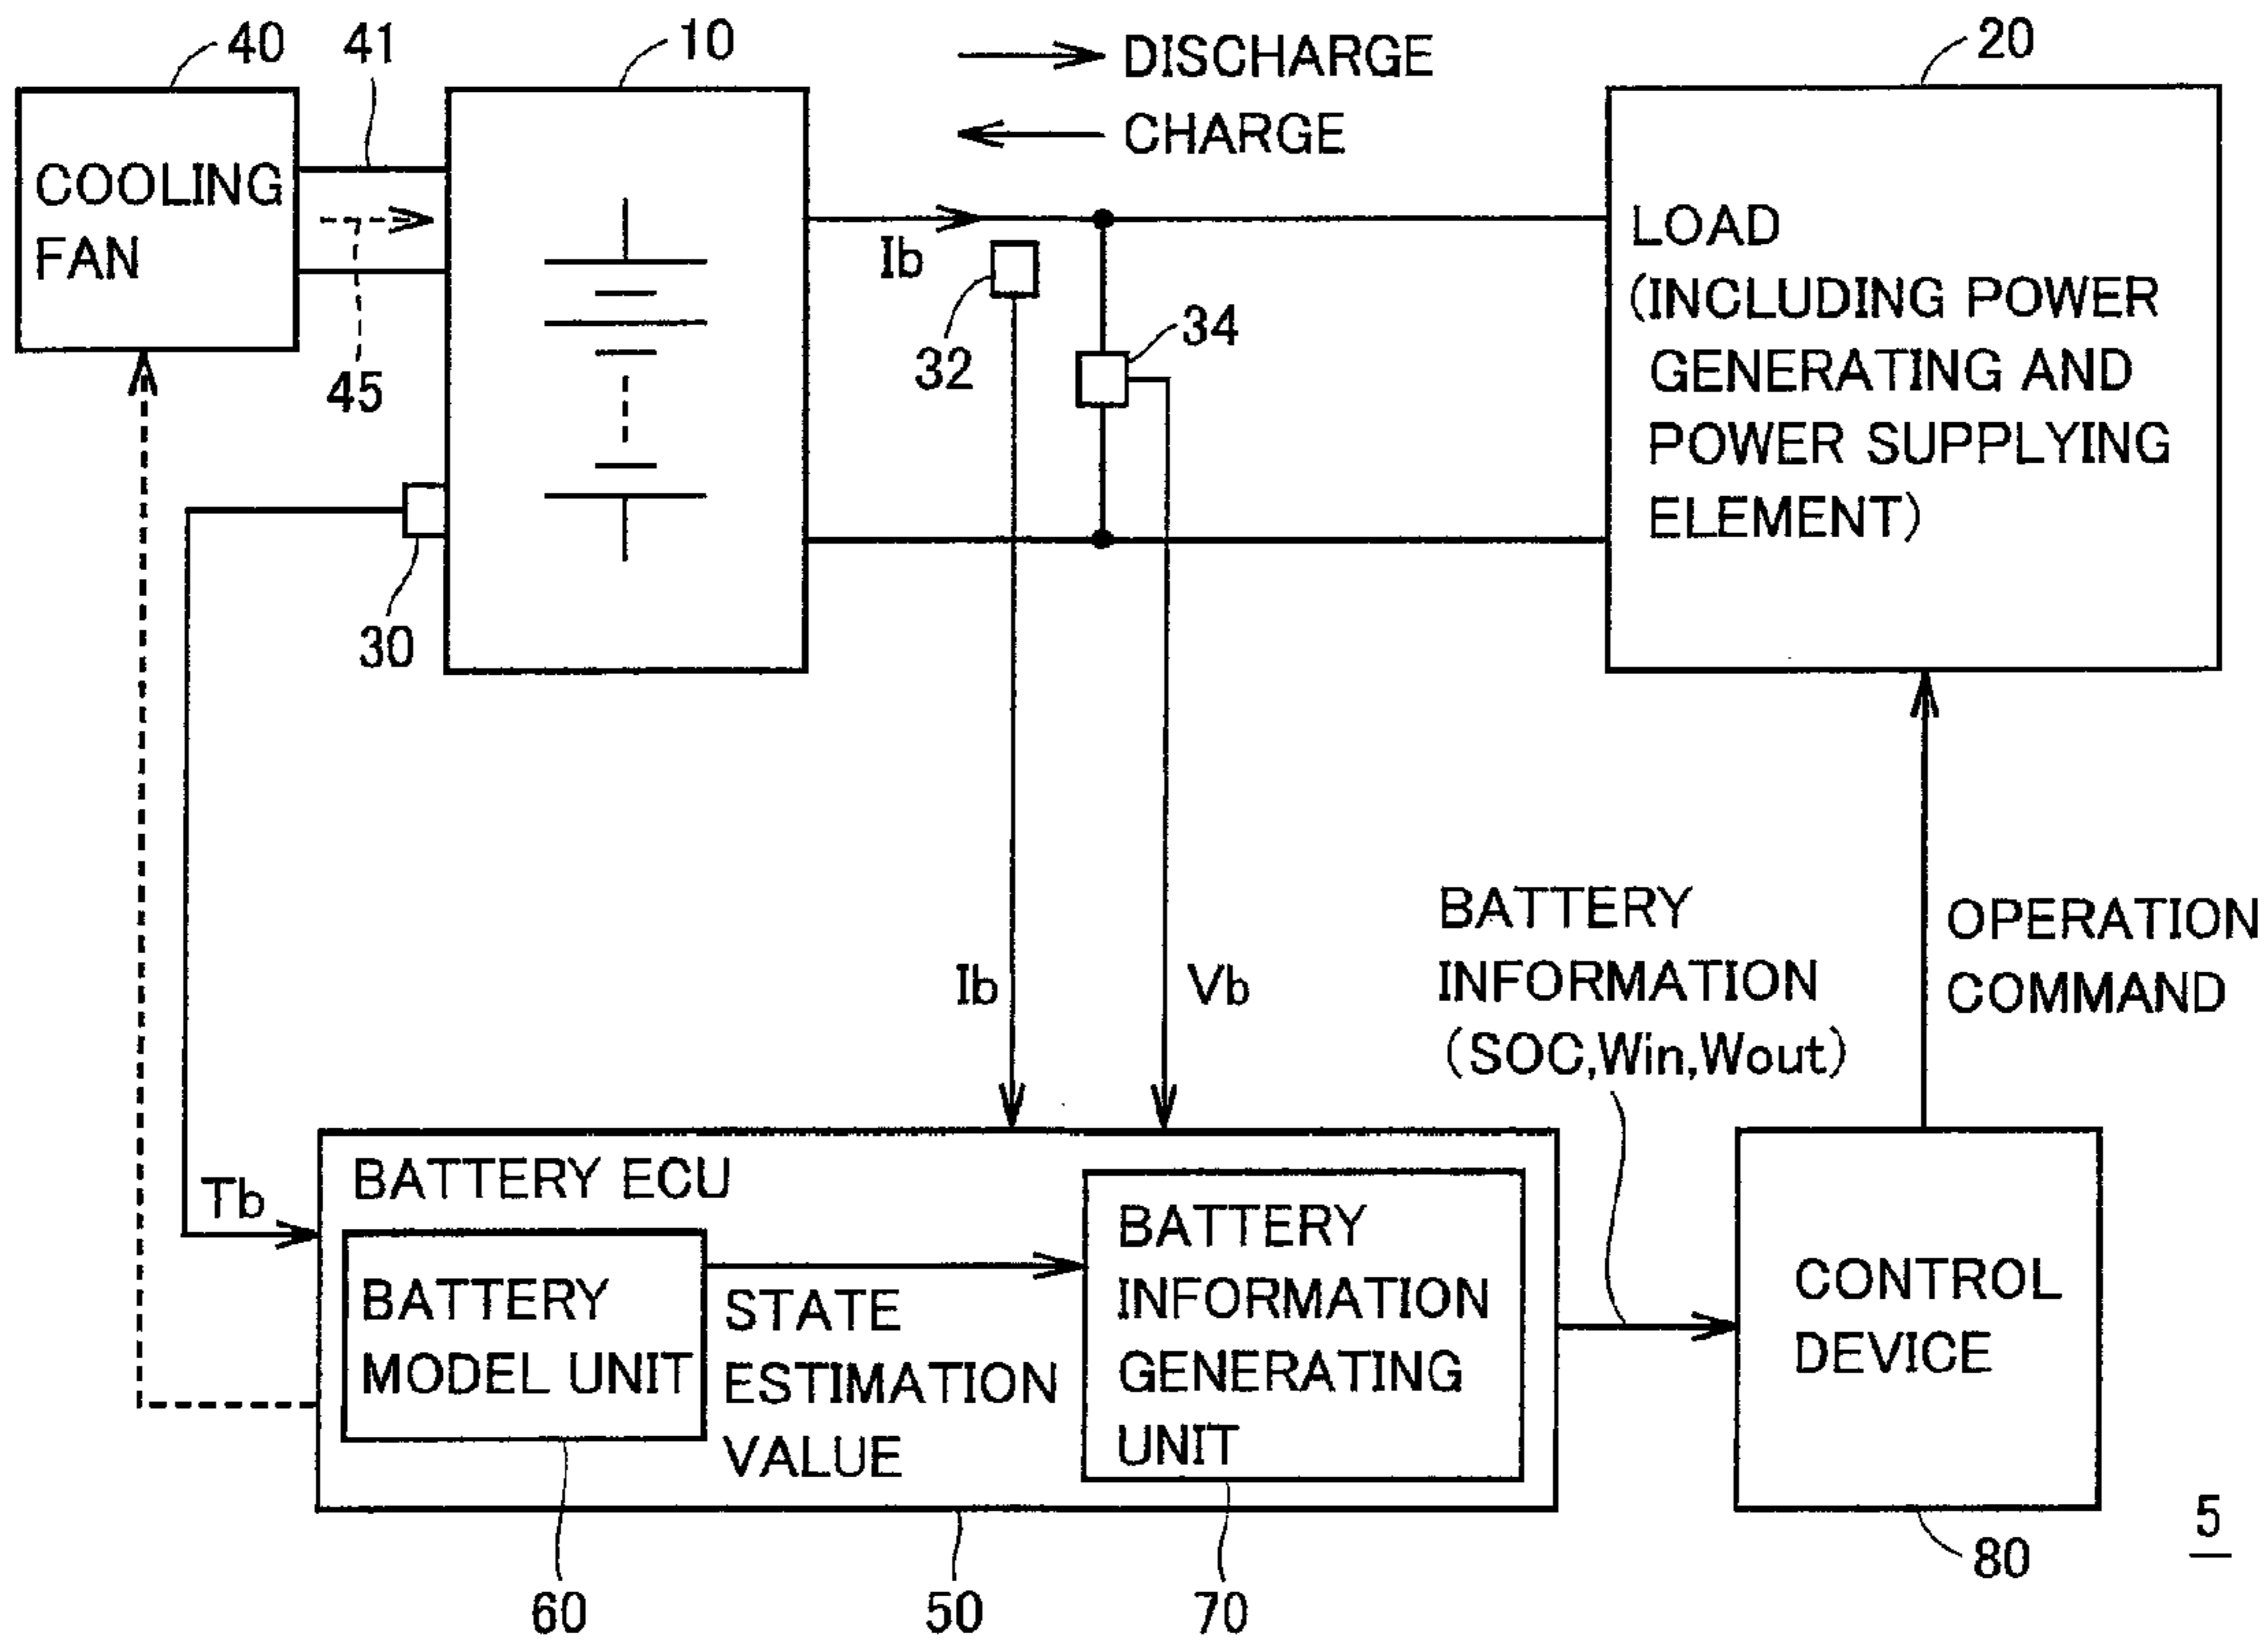 40
41
10
DISCHARGE
CHARGE
20
COOLING
FAN
45
30
Ib
32
34
LOAD
(INCLUDING POWER
GENERATING AND
POWER SUPPLYING
ELEMENT)
Ib
Vb
BATTERY
INFORMATION
(SOC,Win,Wout)
OPERATION
COMMAND
Tb
BATTERY ECU
BATTERY
MODEL UNIT
STATE
ESTIMATION
VALUE
BATTERY
INFORMATION
GENERATING
UNIT
CONTROL
DEVICE
60
50
70
80
5